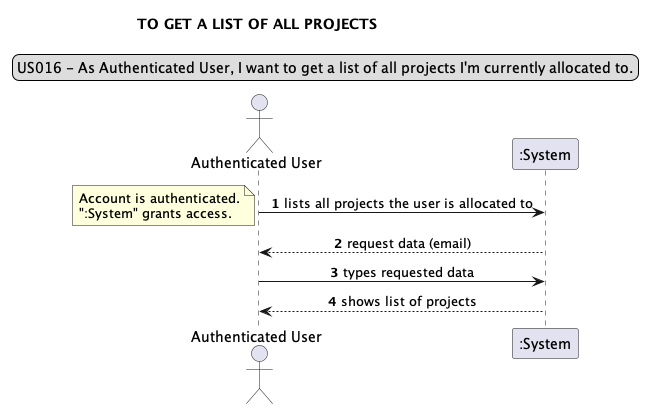 TO GET A LIST OF ALL PROJECTS
US016 – As Authenticated User, I want to get a list of all projects I'm currently allocated to.
Authenticated User
:System
Account is authenticated.
":System" grants access.
1 lists all projects the user is allocated to
2 request data (email)
3 types requested data
4 shows list of projects
Authenticated User
:System